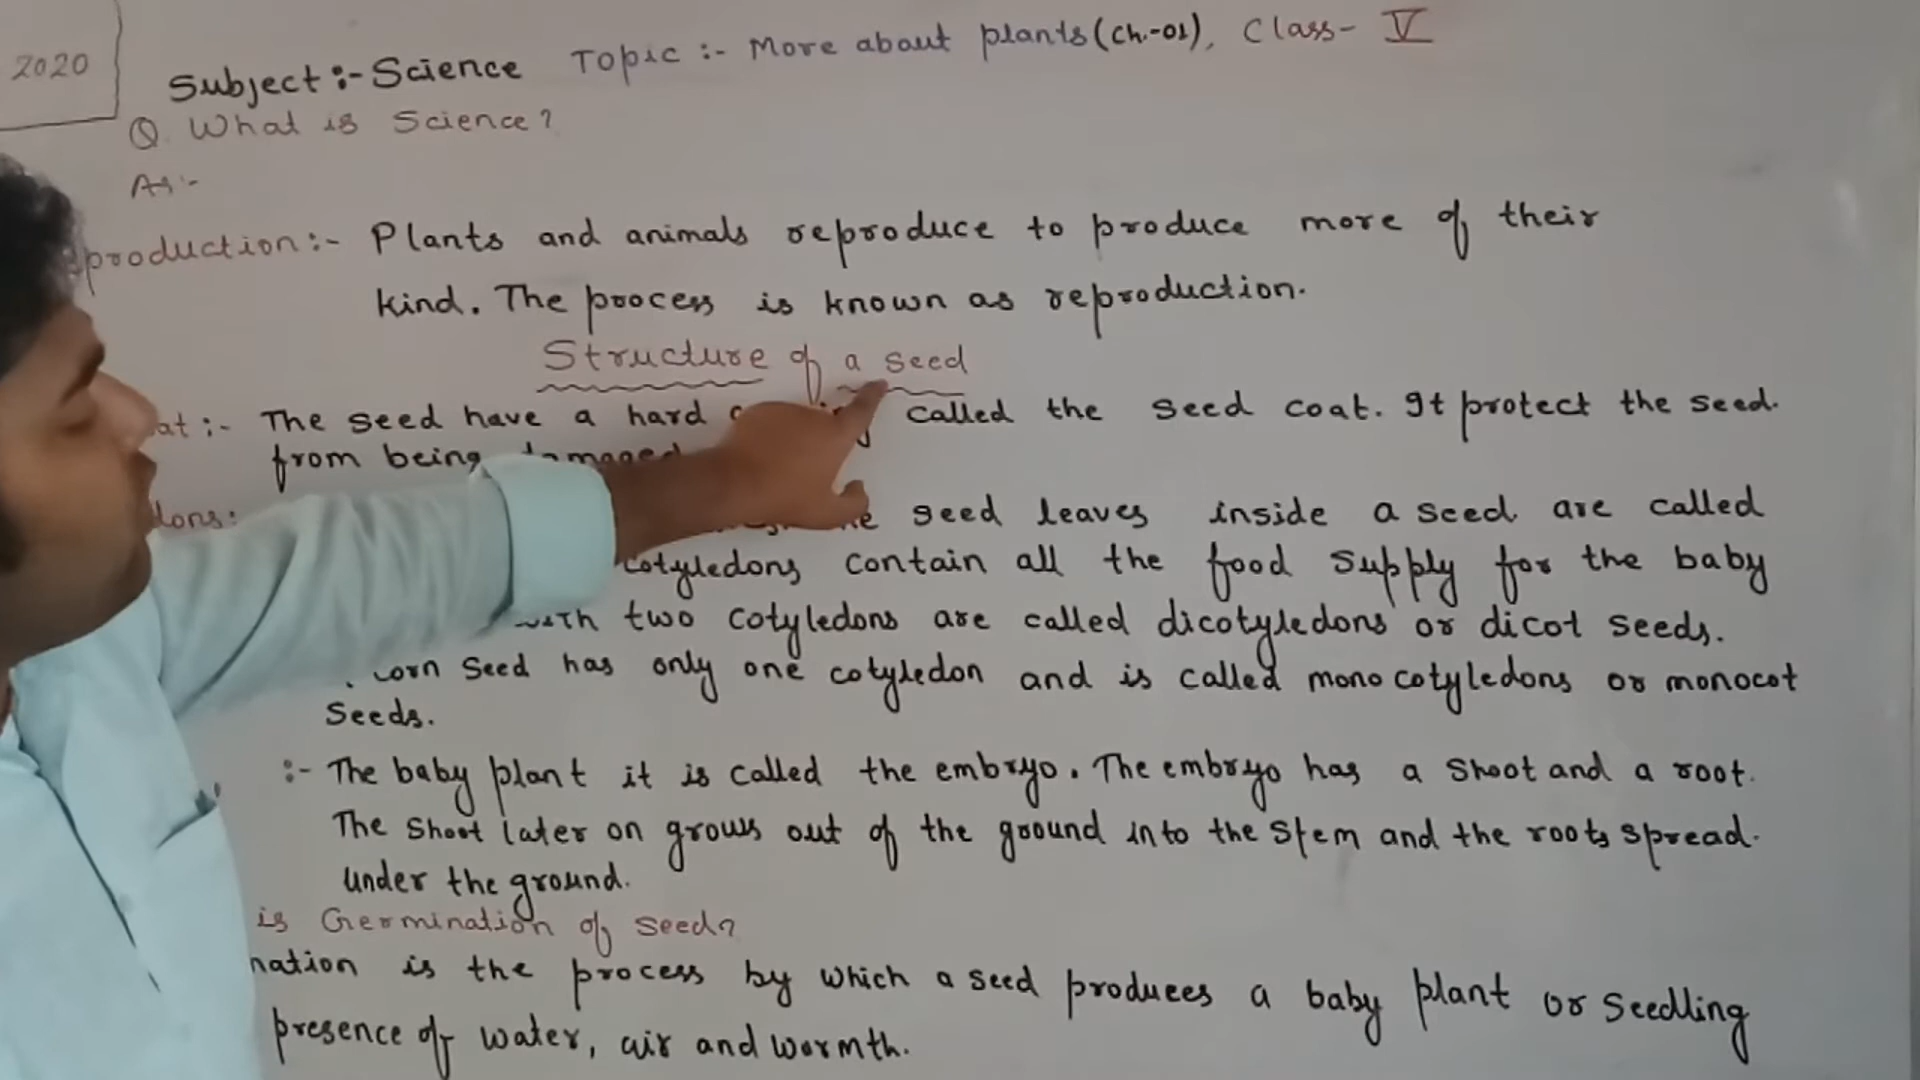 2020
Subject:- Science Topic :- More about plants (Ch.-01), Class- V
Q. What is Science?
As:-
production:- Plants and animals reproduce to produce more of their
kind. The process is known as reproduction.
Structure of a seed
at:- The seed have a hard called the seed coat. It protect the seed.
from being damaged
lons: seed leaves inside a seed are called
cotyledons contain all the food supply for the baby
with two cotyledons are called dicotyledons or dicot seeds.
corn seed has only one cotyledon and is called mono cotyledons or monocot
seeds.
:- The baby plant it is called the embryo. The embryo has a shoot and a root.
The shoot later on grows out of the ground into the stem and the roots spread.
under the ground.
is Germination of seed?
nation is the process by which a seed produces a baby plant or seedling
presence of water, air and warmth.